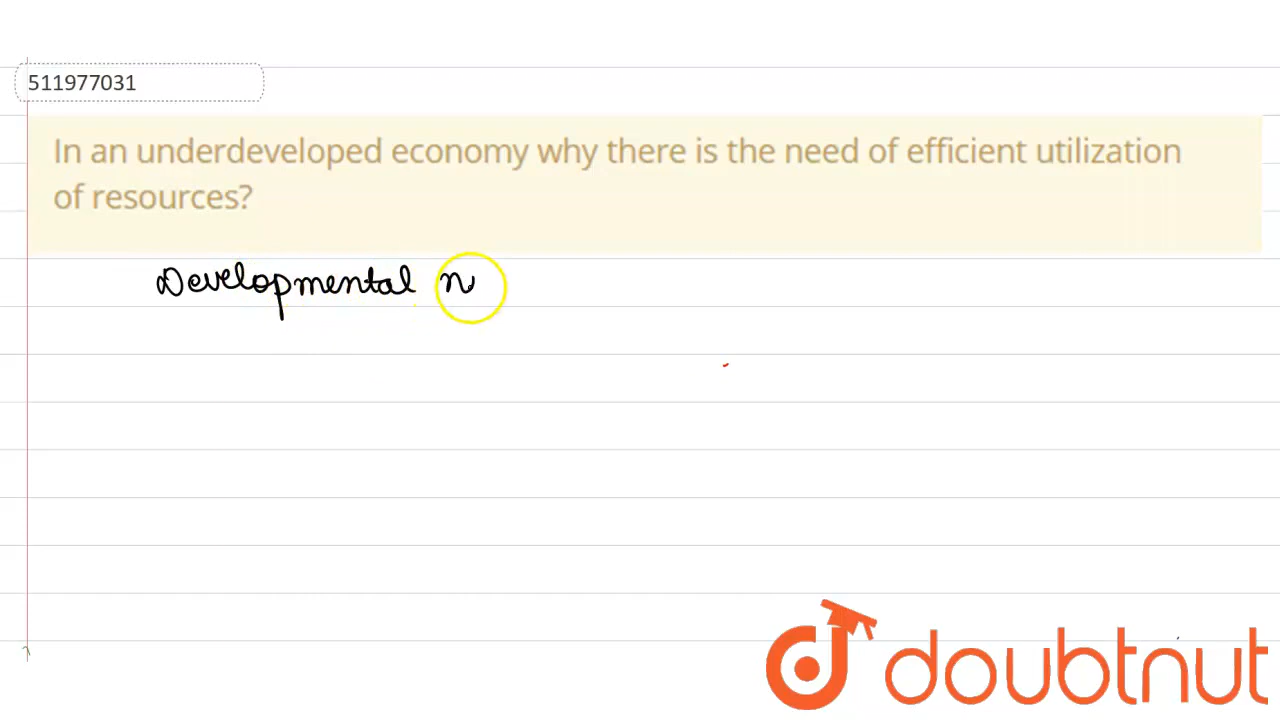 511977031
In an underdeveloped economy why there is the need of efficient utilization
of resources?
Developmental n
doubtnut